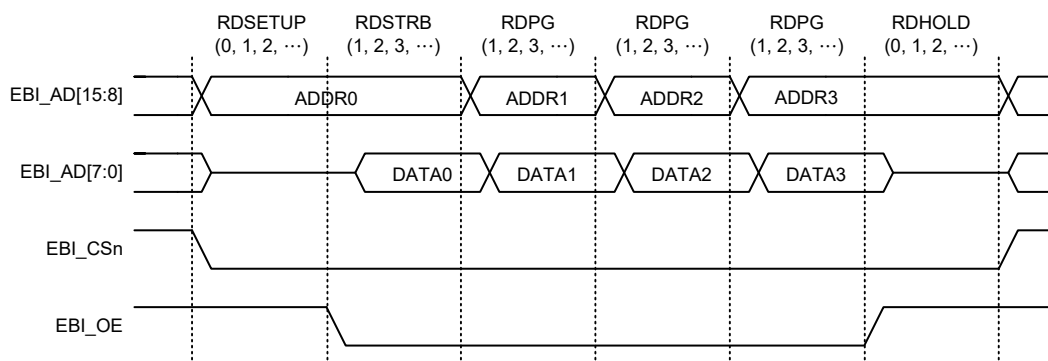 RDSETUP RDSTRB RDPG RDPG RDPG RDHOLD
(0, 1, 2, ⋯) (1, 2, 3, ⋯) (1, 2, 3, ⋯) (1, 2, 3, ⋯) (1, 2, 3, ⋯) (0, 1, 2, ⋯)
EBI_AD[15:8] ADDR0 ADDR1 ADDR2 ADDR3
EBI_AD[7:0] DATA0 DATA1 DATA2 DATA3
EBI_CSn
EBI_OE